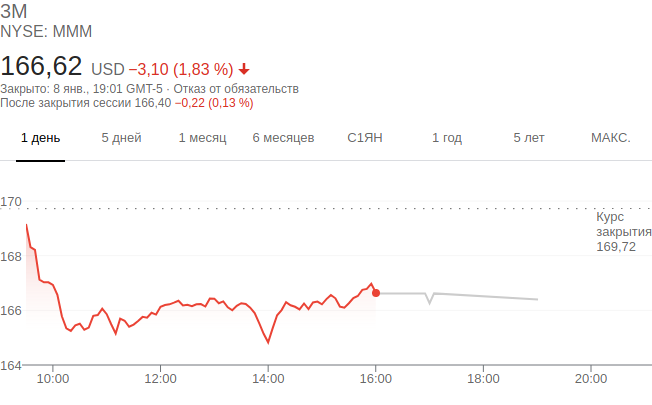 3M
NYSE: MMM
166,62 USD −3,10 (1,83 %)
Закрыто: 8 янв., 19:01 GMT-5 · Отказ от обязательств
После закрытия сессии 166,40 −0,22 (0,13 %)
1 день 5 дней 1 месяц 6 месяцев С1ЯН 1 год 5 лет МАКС.
170
Курс
закрытия
169,72
168
166
164
10:00 12:00 14:00 16:00 18:00 20:00